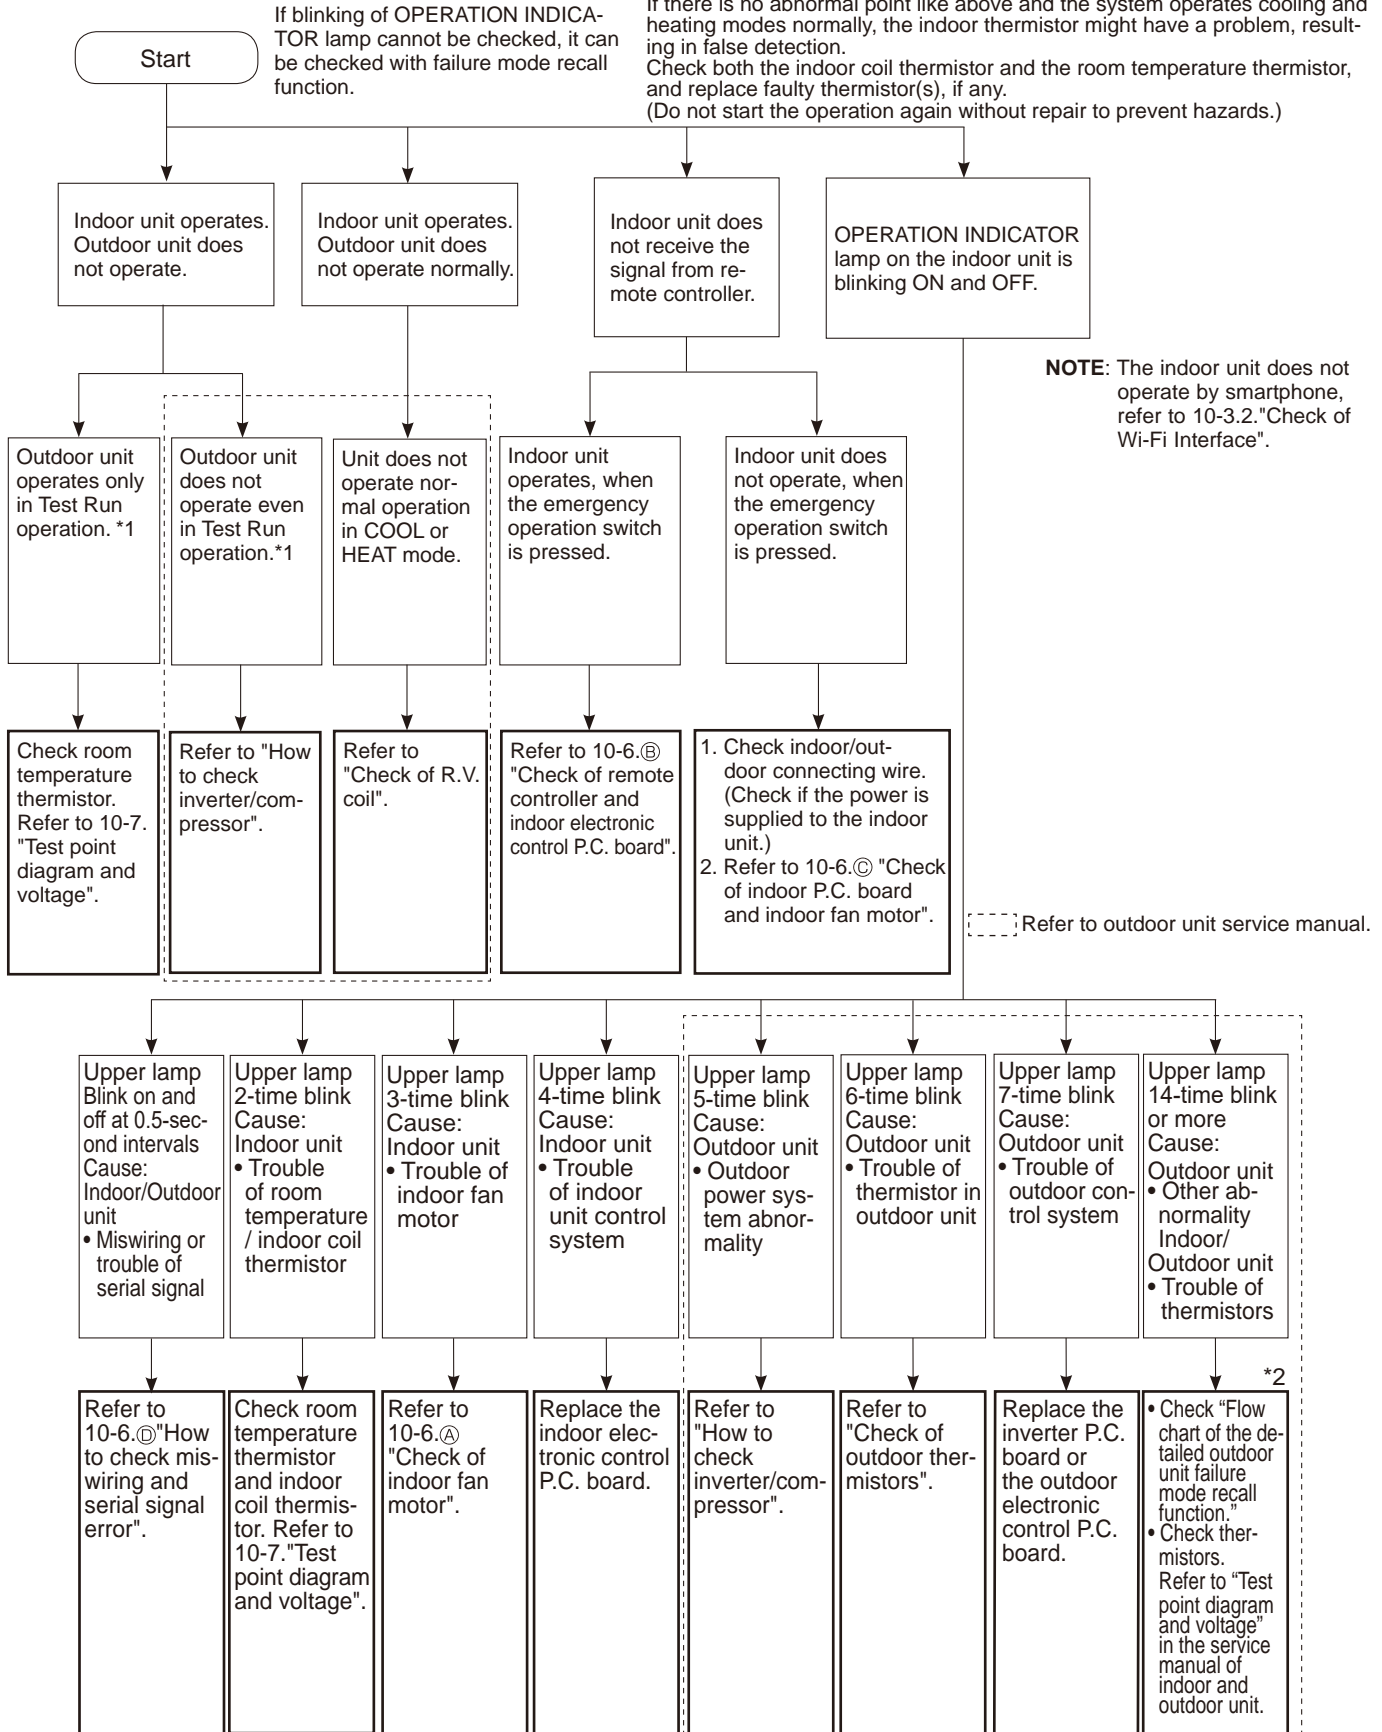 If blinking of OPERATION INDICA-
TOR lamp cannot be checked, it can
be checked with failure mode recall
function.
If there is no abnormal point like above and the system operates cooling and
heating modes normally, the indoor thermistor might have a problem, result-
ing in false detection.
Check both the indoor coil thermistor and the room temperature thermistor,
and replace faulty thermistor(s), if any.
(Do not start the operation again without repair to prevent hazards.)
Start
Indoor unit operates.
Outdoor unit does
not operate.
Indoor unit operates.
Outdoor unit does
not operate normally.
Indoor unit does
not receive the
signal from re-
mote controller.
OPERATION INDICATOR
lamp on the indoor unit is
blinking ON and OFF.
NOTE: The indoor unit does not
operate by smartphone,
refer to 10-3.2."Check of
Wi-Fi Interface".
Outdoor unit
operates only
in Test Run
operation. *1
Outdoor unit
does not
operate even
in Test Run
operation.*1
Unit does not
operate nor-
mal operation
in COOL or
HEAT mode.
Indoor unit
operates, when
the emergency
operation switch
is pressed.
Indoor unit does
not operate, when
the emergency
operation switch
is pressed.
Check room
temperature
thermistor.
Refer to 10-7.
"Test point
diagram and
voltage".
Refer to "How
to check
inverter/com-
pressor".
Refer to
"Check of R.V.
coil".
Refer to 10-6.Ⓑ
"Check of remote
controller and
indoor electronic
control P.C. board".
1. Check indoor/out-
door connecting wire.
(Check if the power is
supplied to the indoor
unit.)
2. Refer to 10-6.Ⓒ "Check
of indoor P.C. board
and indoor fan motor".
Refer to outdoor unit service manual.
Upper lamp
Blink on and
off at 0.5-sec-
ond intervals
Cause:
Indoor/Outdoor
unit
• Miswiring or
trouble of
serial signal
Upper lamp
2-time blink
Cause:
Indoor unit
• Trouble
of room
temperature
/ indoor coil
thermistor
Upper lamp
3-time blink
Cause:
Indoor unit
• Trouble of
indoor fan
motor
Upper lamp
4-time blink
Cause:
Indoor unit
• Trouble
of indoor
unit control
system
Upper lamp
5-time blink
Cause:
Outdoor unit
• Outdoor
power sys-
tem abnor-
mality
Upper lamp
6-time blink
Cause:
Outdoor unit
• Trouble of
thermistor in
outdoor unit
Upper lamp
7-time blink
Cause:
Outdoor unit
• Trouble of
outdoor con-
trol system
Upper lamp
14-time blink
or more
Cause:
Outdoor unit
• Other ab-
normality
Indoor/
Outdoor unit
• Trouble of
thermistors
*2
Refer to
10-6.Ⓓ"How
to check mis-
wiring and
serial signal
error".
Check room
temperature
thermistor
and indoor
coil thermis-
tor. Refer to
10-7."Test
point diagram
and voltage".
Refer to
10-6.Ⓐ
"Check of
indoor fan
motor".
Replace the
indoor elec-
tronic control
P.C. board.
Refer to
"How to
check
inverter/com-
pressor".
Refer to
"Check of
outdoor ther-
mistors".
Replace the
inverter P.C.
board or
the outdoor
electronic
control P.C.
board.
• Check “Flow
chart of the de-
tailed outdoor
unit failure
mode recall
function.”
• Check ther-
mistors.
Refer to “Test
point diagram
and voltage”
in the service
manual of
indoor and
outdoor unit.